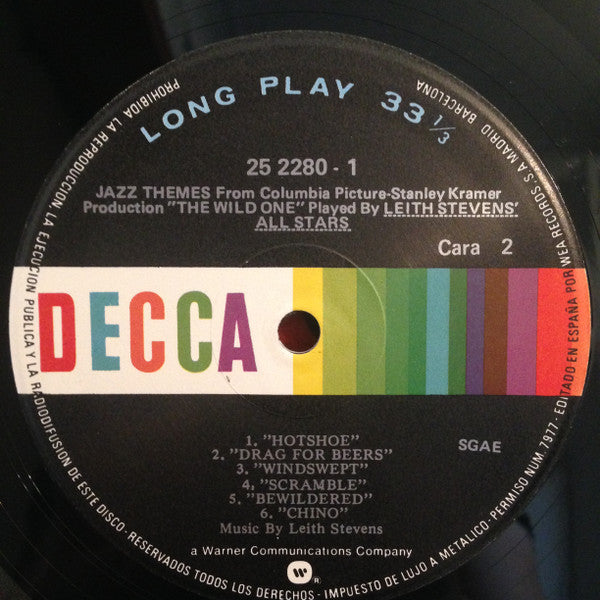 LONG PLAY 33 1/3
25 2280 - 1
JAZZ THEMES From Columbia Picture-Stanley Kramer
Production "THE WILD ONE" Played By LEITH STEVENS'
ALL STARS
Cara 2
DECCA
1. "HOTSHOE"
2. "DRAG FOR BEERS"
3. "WINDSWEPT"
4. "SCRAMBLE"
5. "BEWILDERED"
6. "CHINO"
Music By Leith Stevens
SGAE
a Warner Communications Company
W ®
PROHIBIDA LA REPRODUCCION, LA EJECUCION PUBLICA Y LA RADIODIFUSION DE ESTE DISCO - RESERVADOS TODOS LOS DERECHOS - IMPUESTO DE LUJO A METALICO - PERMISO NUM. 7977 - EDITADO EN ESPAÑA POR WEA RECORDS, S.A. MADRID BARCELONA